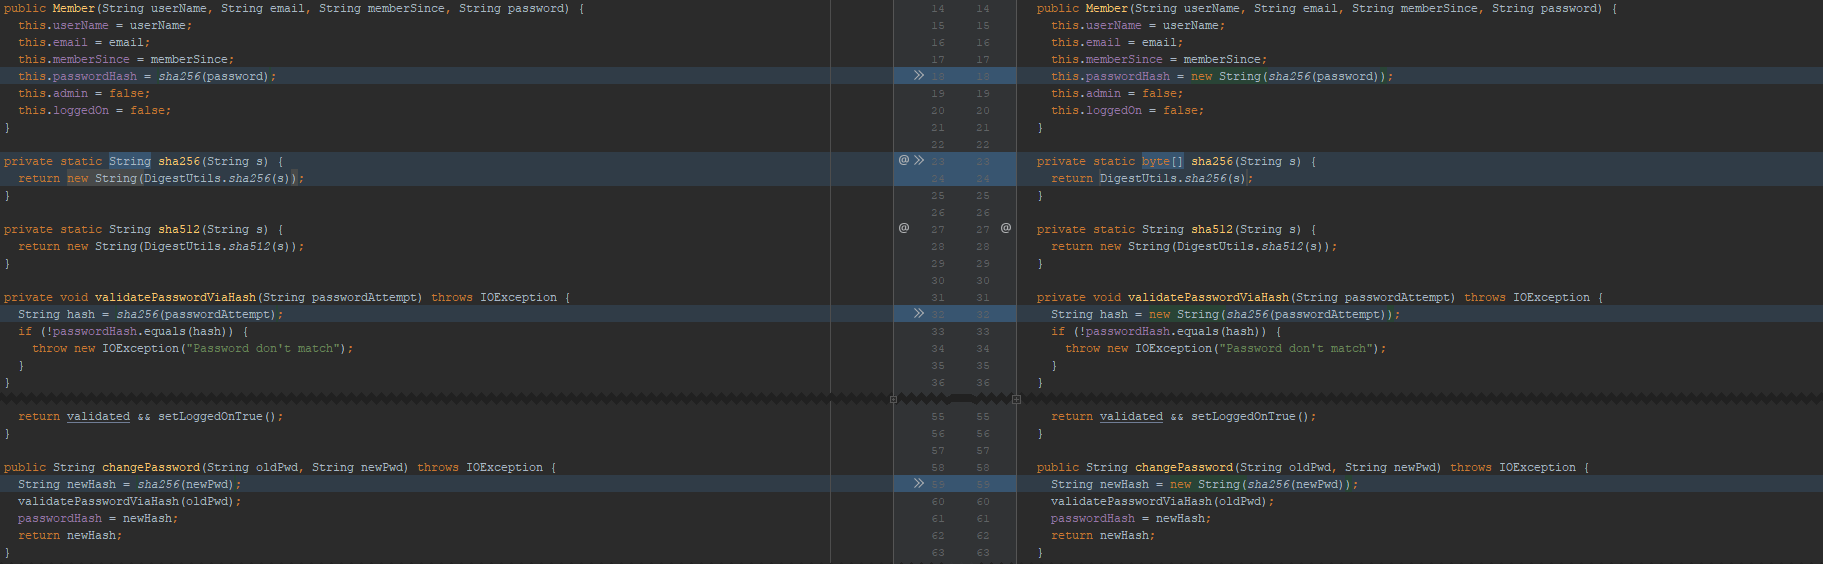 public Member(String userName, String email, String memberSince, String password) {
this.userName = userName;
this.email = email;
this.memberSince = memberSince;
this.passwordHash = sha256(password);
this.admin = false;
this.loggedOn = false;
}
private static String sha256(String s) {
return new String(DigestUtils.sha256(s));
}
private static String sha512(String s) {
return new String(DigestUtils.sha512(s));
}
private void validatePasswordViaHash(String passwordAttempt) throws IOException {
String hash = sha256(passwordAttempt);
if (!passwordHash.equals(hash)) {
throw new IOException("Password don't match");
}
}
return validated && setLoggedOnTrue();
}
public String changePassword(String oldPwd, String newPwd) throws IOException {
String newHash = sha256(newPwd);
validatePasswordViaHash(oldPwd);
passwordHash = newHash;
return newHash;
}
14 14
15 15
16 16
17 17
» 18 18
19 19
20 20
21 21
22 22
@ » 23 23
24 24
25 25
26 26
@ 27 27 @
28 28
29 29
30 30
31 31
» 32 32
33 33
34 34
35 35
36 36
55 55
56 56
57 57
58 58
» 59 59
60 60
61 61
62 62
63 63
public Member(String userName, String email, String memberSince, String password) {
this.userName = userName;
this.email = email;
this.memberSince = memberSince;
this.passwordHash = new String(sha256(password));
this.admin = false;
this.loggedOn = false;
}
private static byte[] sha256(String s) {
return DigestUtils.sha256(s);
}
private static String sha512(String s) {
return new String(DigestUtils.sha512(s));
}
private void validatePasswordViaHash(String passwordAttempt) throws IOException {
String hash = new String(sha256(passwordAttempt));
if (!passwordHash.equals(hash)) {
throw new IOException("Password don't match");
}
}
return validated && setLoggedOnTrue();
}
public String changePassword(String oldPwd, String newPwd) throws IOException {
String newHash = new String(sha256(newPwd));
validatePasswordViaHash(oldPwd);
passwordHash = newHash;
return newHash;
}